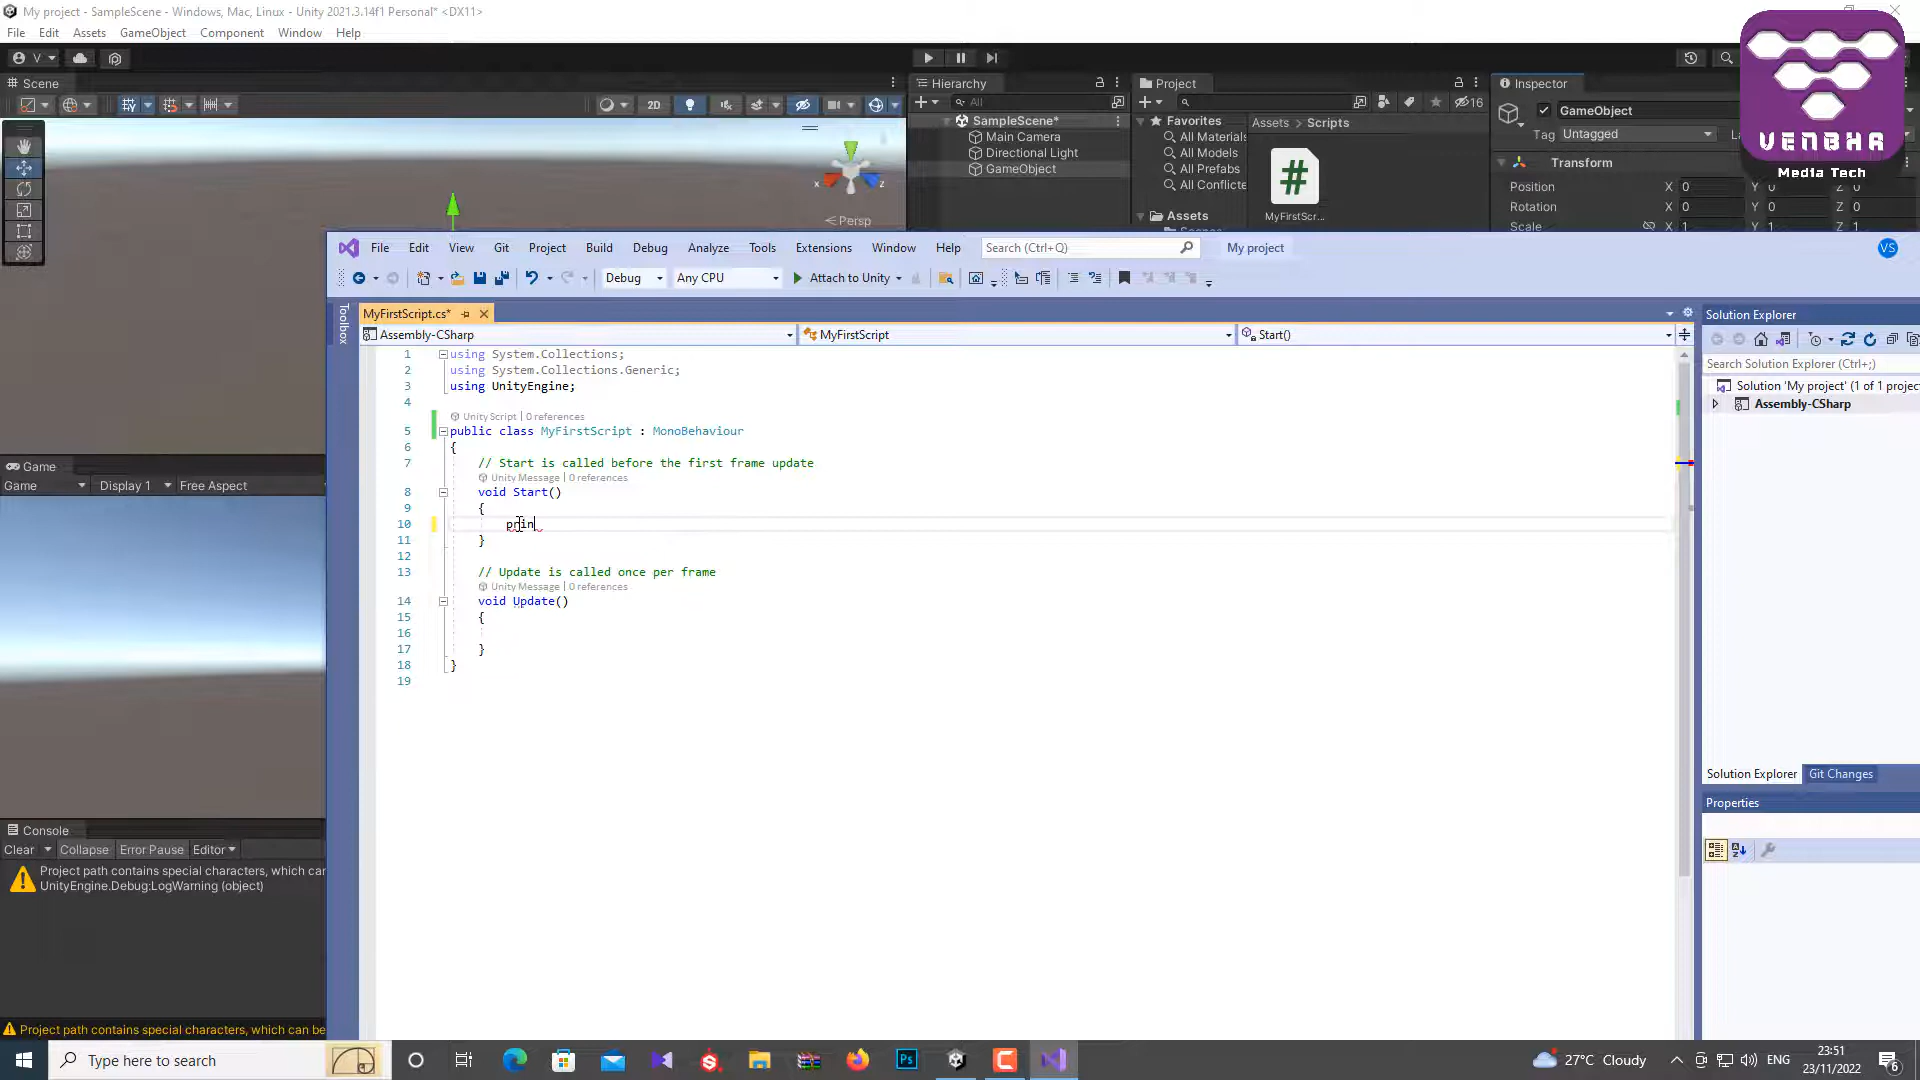 My project - SampleScene - Windows, Mac, Linux - Unity 2021.3.14f1 Personal* <DX11>
File Edit Assets GameObject Component Window Help
V
Scene
2D
Persp
Hierarchy
All
SampleScene*
Main Camera
Directional Light
GameObject
Project
16
Favorites
All Materials
All Models
All Prefabs
All Conflicte
Assets
Assets > Scripts
#
MyFirstScr...
Inspector
GameObject
Tag Untagged
Transform
Position X 0 Y 0 Z 0
Rotation X 0 Y 0 Z 0
Scale X 1 Y 1 Z 1
VENBHA
Media Tech
File Edit View Git Project Build Debug Analyze Tools Extensions Window Help Search (Ctrl+Q) My project VS
Debug Any CPU Attach to Unity
Toolbox
MyFirstScript.cs*
Assembly-CSharp MyFirstScript Start()
1 using System.Collections;
2 using System.Collections.Generic;
3 using UnityEngine;
4
Unity Script | 0 references
5 public class MyFirstScript : MonoBehaviour
6 {
7 // Start is called before the first frame update
Unity Message | 0 references
8 void Start()
9 {
10 prin
11 }
12
13 // Update is called once per frame
Unity Message | 0 references
14 void Update()
15 {
16
17 }
18 }
19
Solution Explorer
Search Solution Explorer (Ctrl+;)
Solution 'My project' (1 of 1 projec
Assembly-CSharp
Solution Explorer Git Changes
Properties
Game
Game Display 1 Free Aspect
Console
Clear Collapse Error Pause Editor
Project path contains special characters, which can
UnityEngine.Debug:LogWarning (object)
Project path contains special characters, which can be
Type here to search
Ps
27°C Cloudy
ENG
23:51
23/11/2022
6